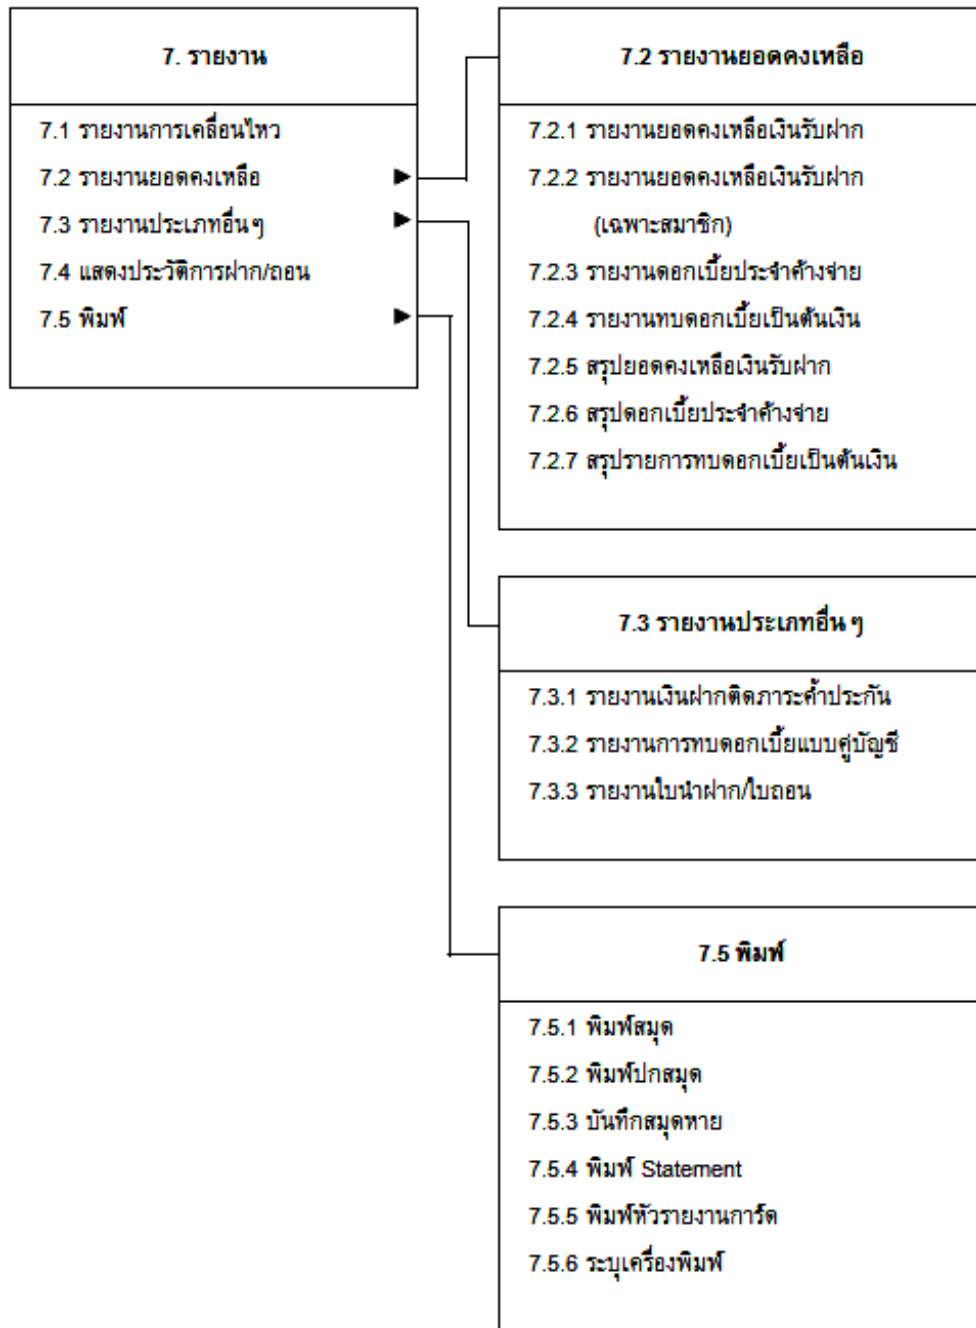 7. รายงาน
7.1 รายงานการเคลื่อนไหว
7.2 รายงานยอดคงเหลือ
7.3 รายงานประเภทอื่นๆ
7.4 แสดงประวัติการฝาก/ถอน
7.5 พิมพ์
7.2 รายงานยอดคงเหลือ
7.2.1 รายงานยอดคงเหลือเงินรับฝาก
7.2.2 รายงานยอดคงเหลือเงินรับฝาก
(เฉพาะสมาชิก)
7.2.3 รายงานดอกเบี้ยประจำค้างจ่าย
7.2.4 รายงานทบดอกเบี้ยเป็นต้นเงิน
7.2.5 สรุปยอดคงเหลือเงินรับฝาก
7.2.6 สรุปดอกเบี้ยประจำค้างจ่าย
7.2.7 สรุปรายการทบดอกเบี้ยเป็นต้นเงิน
7.3 รายงานประเภทอื่น ๆ
7.3.1 รายงานเงินฝากติดภาระค้ำประกัน
7.3.2 รายงานการทบดอกเบี้ยแบบคู่บัญชี
7.3.3 รายงานใบนำฝาก/ใบถอน
7.5 พิมพ์
7.5.1 พิมพ์สมุด
7.5.2 พิมพ์ปกสมุด
7.5.3 บันทึกสมุดหาย
7.5.4 พิมพ์ Statement
7.5.5 พิมพ์หัวรายงานการ์ด
7.5.6 ระบุเครื่องพิมพ์